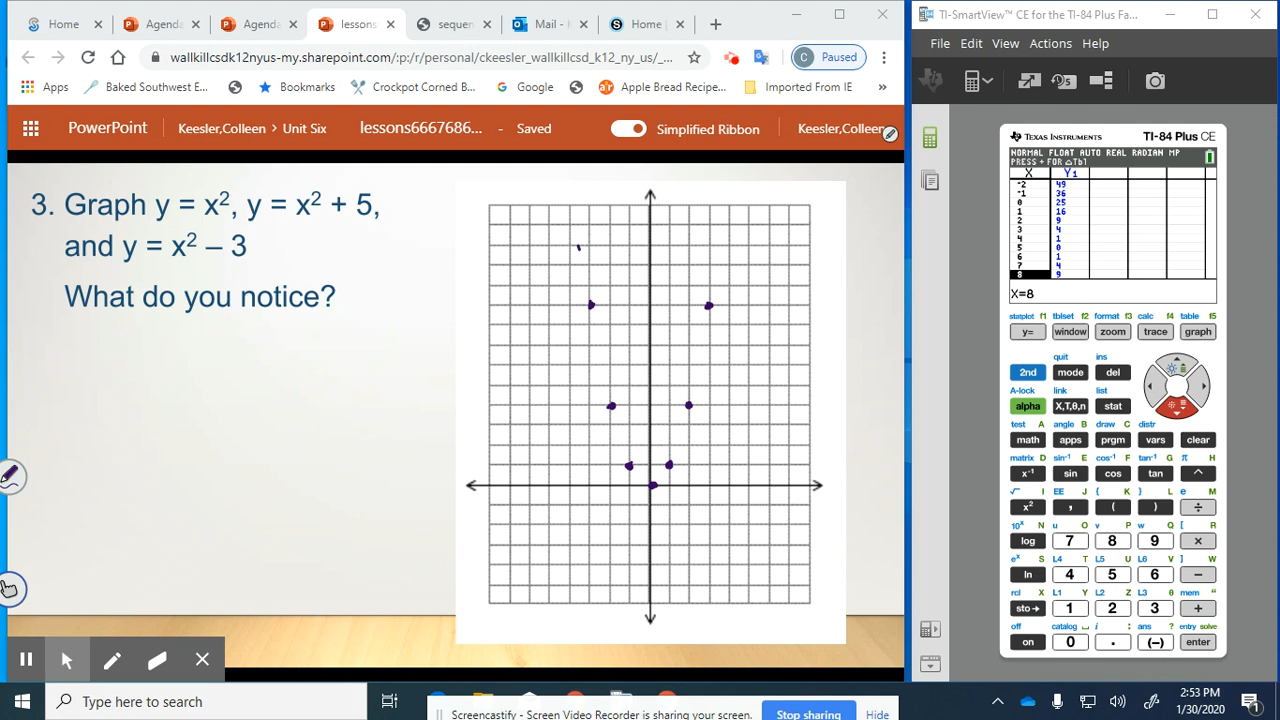 Home
Agenda
Agenda
lessons
sequen
Mail -
Home |
TI-SmartView™ CE for the TI-84 Plus Fa...
wallkillcsdk12nyus-my.sharepoint.com/:p:/r/personal/ckeesler_wallkillcsd_k12_ny_us/_...
C Paused
File Edit View Actions Help
Apps
Baked Southwest E...
Bookmarks
Crockpot Corned B...
Google
Apple Bread Recipe...
Imported From IE
»
PowerPoint
Keesler,Colleen > Unit Six
lessons6667686... - Saved
Simplified Ribbon
Keesler,Colleen
3. Graph y = x², y = x² + 5,
and y = x² – 3
What do you notice?
TEXAS INSTRUMENTS TI-84 Plus CE
NORMAL FLOAT AUTO REAL RADIAN MP
PRESS + FOR △Tbl
X Y1
-2 49
-1 36
0 25
1 16
2 9
3 4
4 1
5 0
6 1
7 4
8 9
X=8
statplot f1 tblset f2 format f3 calc f4 table f5
y= window zoom trace graph
quit ins
2nd mode del
A-lock link list
alpha X,T,θ,n stat
test A angle B draw C distr
math apps prgm vars clear
matrix D sin⁻¹ E cos⁻¹ F tan⁻¹ G π H
x⁻¹ sin cos tan ^
√ I EE J { K } L e M
x² , ( ) ÷
10ˣ N u O v P w Q [ R
log 7 8 9 ×
eˣ S L4 T L5 U L6 V ] W
ln 4 5 6 −
rcl X L1 Y L2 Z L3 θ mem "
sto→ 1 2 3 +
off catalog i : ans ? entry solve
on 0 . (−) enter
Type here to search
Screencastify - Screen Video Recorder is sharing your screen.
Stop sharing
Hide
2:53 PM
1/30/2020
1